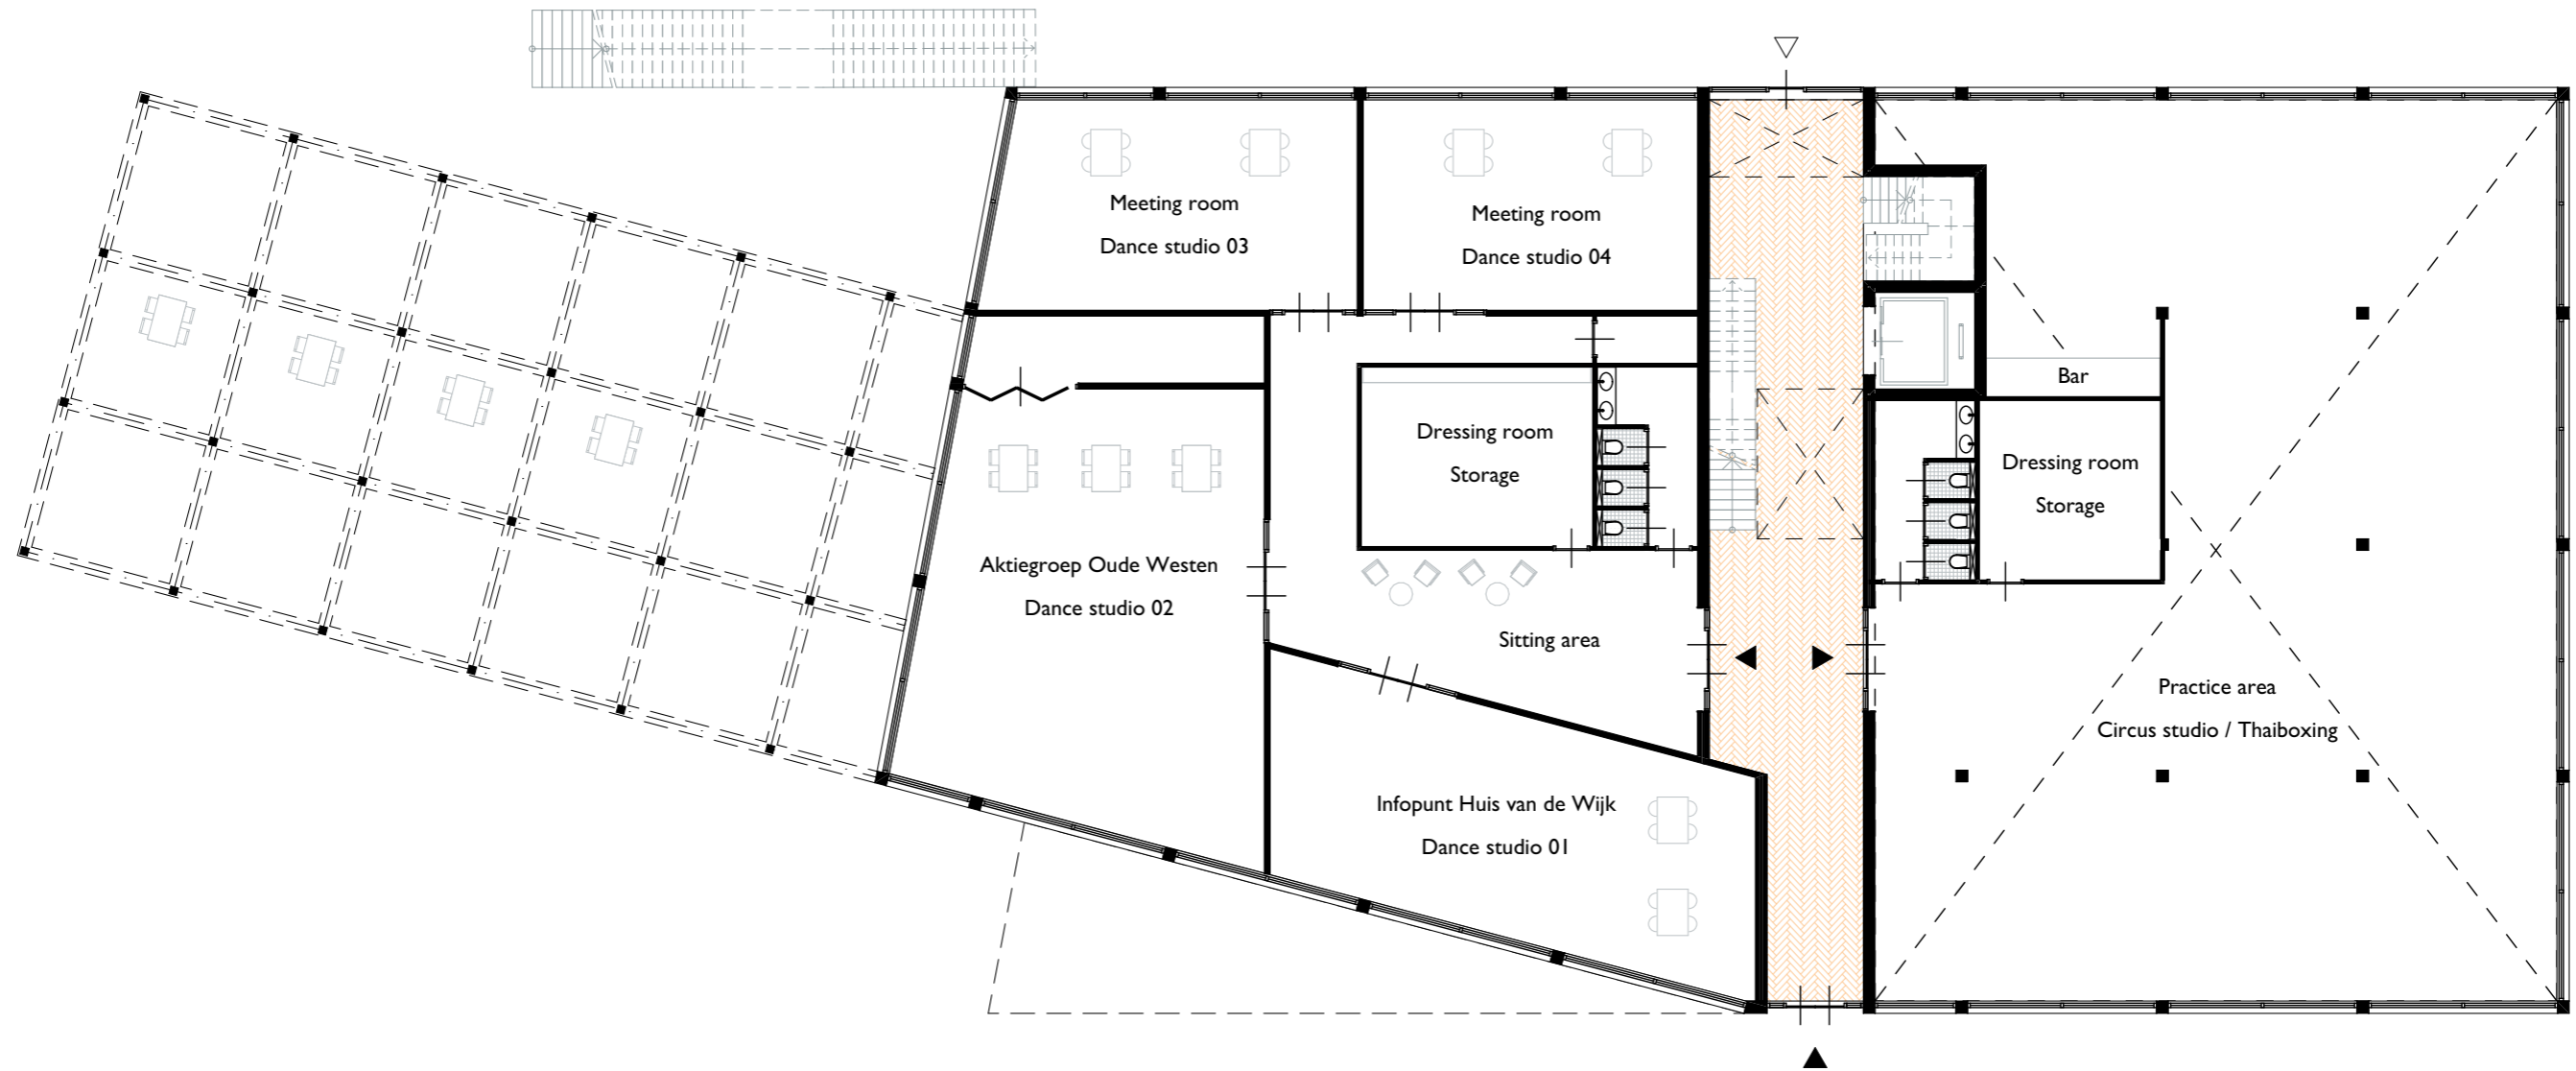 Meeting room
Dance studio 03
Meeting room
Dance studio 04
Bar
Dressing room
Storage
Dressing room
Storage
Aktiegroep Oude Westen
Dance studio 02
Sitting area
Practice area
Circus studio / Thaiboxing
Infopunt Huis van de Wijk
Dance studio 01